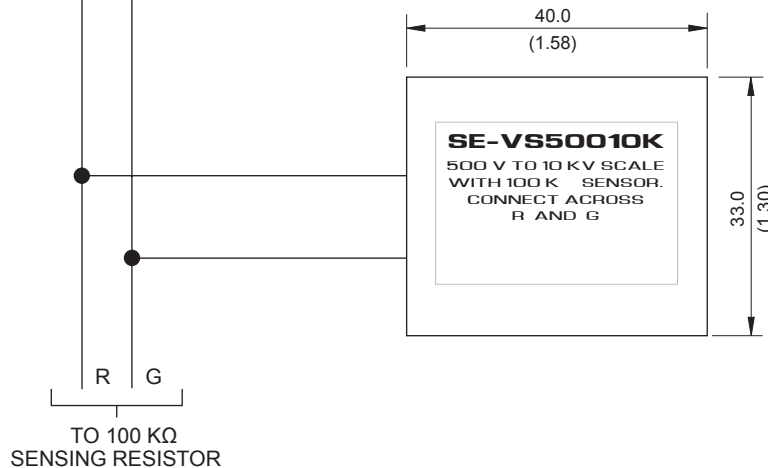 40.0
(1.58)
SE-VS50010K
500 V TO 10 KV SCALE
WITH 100 K SENSOR.
CONNECT ACROSS
R AND G
33.0
(1.30)
R G
TO 100 KΩ
SENSING RESISTOR